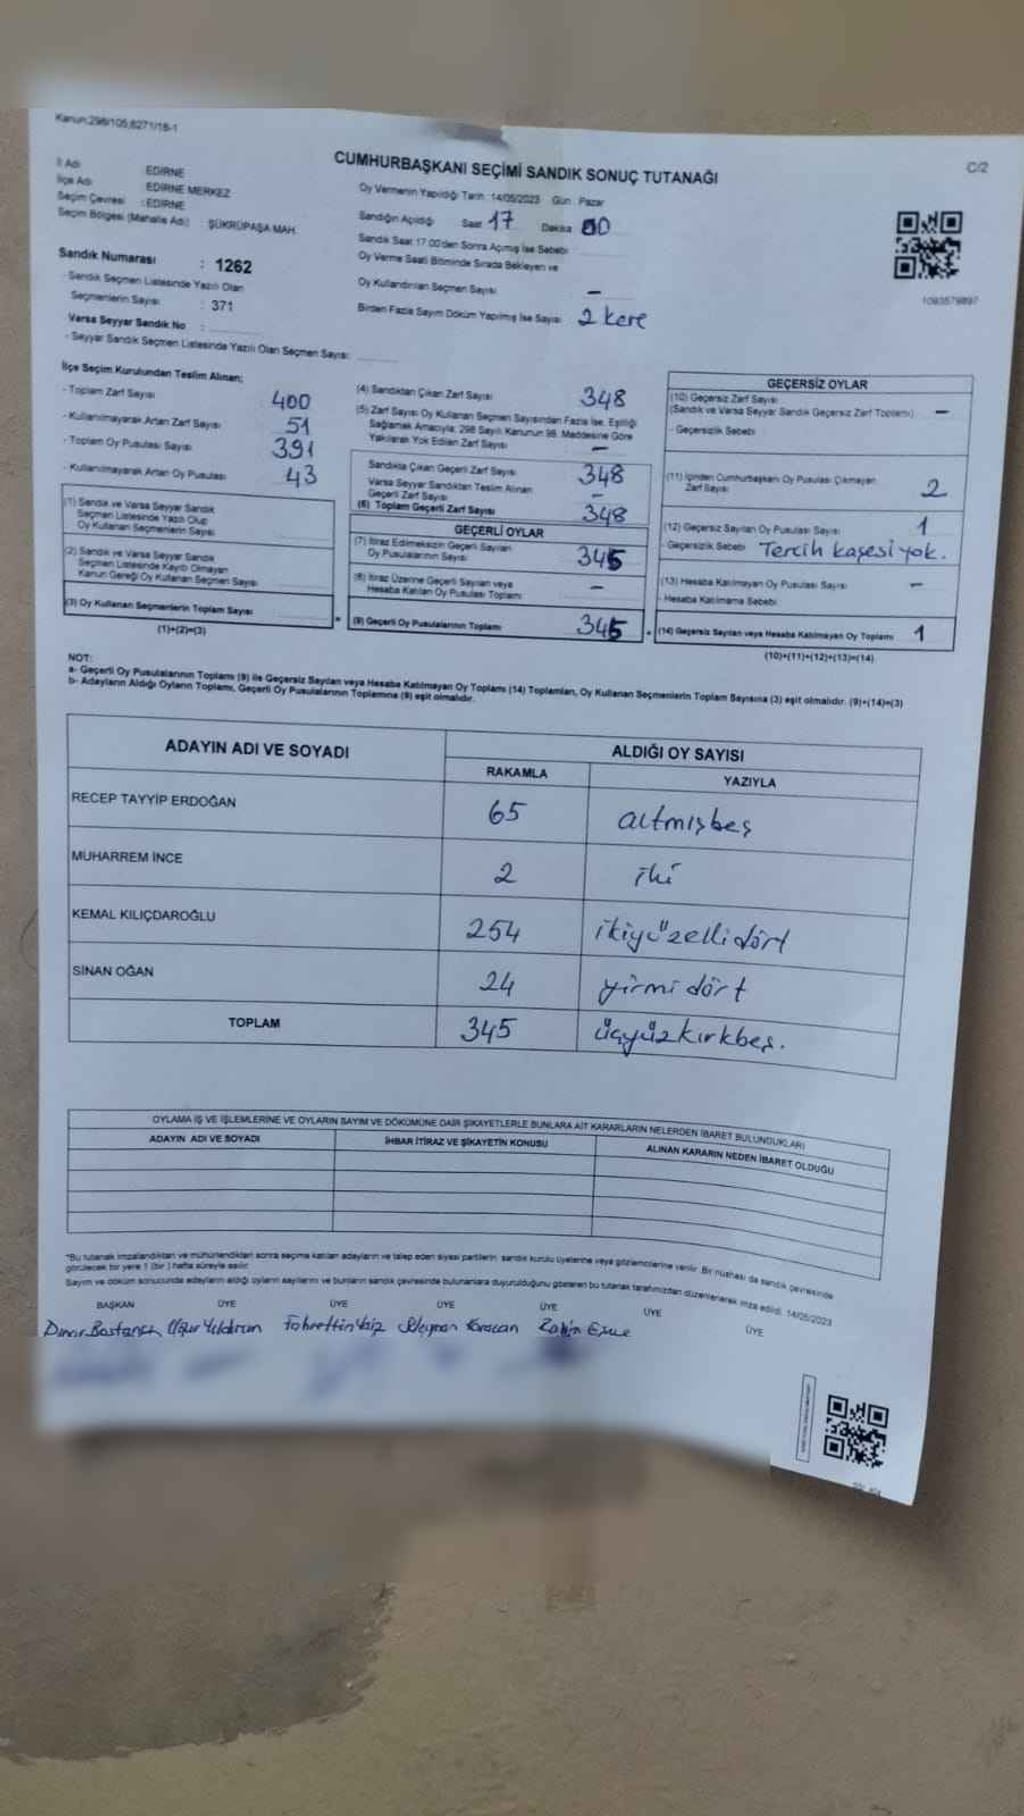 Kanun:298/105,6271/18-1
CUMHURBAŞKANI SEÇİMİ SANDIK SONUÇ TUTANAĞI
C/2
İl Adı EDİRNE
İlçe Adı EDİRNE MERKEZ
Seçim Çevresi : EDİRNE
Seçim Bölgesi (Mahalle Adı) : ŞÜKRÜPAŞA MAH.
Oy Vermenin Yapıldığı Tarih : 14/05/2023 Gün : Pazar
Sandığın Açıldığı Saat 17 Dakika 00
Sandık Saat 17.00'den Sonra Açımış İse Sebebi
Oy Verme Saati Bitiminde Sırada Bekleyen ve
Oy Kullandırılan Seçmen Sayısı –
Birden Fazla Sayım Döküm Yapılmış İse Sayısı 2 kere
1093579897
Sandık Numarası : 1262
- Sandık Seçmen Listesinde Yazılı Olan
Seçmenlerin Sayısı : 371
Varsa Seyyar Sandık No :
- Seyyar Sandık Seçmen Listesinde Yazılı Olan Seçmen Sayısı:
İlçe Seçim Kurulundan Teslim Alınan;
- Toplam Zarf Sayısı 400
- Kullanılmayarak Artan Zarf Sayısı 51
- Toplam Oy Pusulası Sayısı 391
- Kullanılmayarak Artan Oy Pusulası 43
(1) Sandık ve Varsa Seyyar Sandık
Seçmen Listesinde Yazılı Olup
Oy Kullanan Seçmenlerin Sayısı
(2) Sandık ve Varsa Seyyar Sandık
Seçmen Listesinde Kayıtlı Olmayan
Kanun Gereği Oy Kullanan Seçmen Sayısı
(3) Oy Kullanan Seçmenlerin Toplam Sayısı
(1)+(2)=(3)
(4) Sandıktan Çıkan Zarf Sayısı 348
(5) Zarf Sayısı Oy Kullanan Seçmen Sayısından Fazla İse, Eşitliği
Sağlamak Amacıyla; 298 Sayılı Kanunun 98. Maddesine Göre
Yakılarak Yok Edilen Zarf Sayısı –
Sandıkta Çıkan Geçerli Zarf Sayısı 348
Varsa Seyyar Sandıktan Teslim Alınan
Geçerli Zarf Sayısı –
(6) Toplam Geçerli Zarf Sayısı 348
GEÇERLİ OYLAR
(7) İtiraz Edilmeksizin Geçerli Sayılan
Oy Pusulalarının Sayısı 345
(8) İtiraz Üzerine Geçerli Sayılan veya
Hesaba Katılan Oy Pusulası Toplamı –
(9) Geçerli Oy Pusulalarının Toplamı 345
GEÇERSİZ OYLAR
(10) Geçersiz Zarf Sayısı
(Sandık ve Varsa Seyyar Sandık Geçersiz Zarf Toplamı) –
- Geçersizlik Sebebi
(11) İçinden Cumhurbaşkanı Oy Pusulası Çıkmayan
Zarf Sayısı 2
(12) Geçersiz Sayılan Oy Pusulası Sayısı 1
- Geçersizlik Sebebi Tercih kaşesi yok.
(13) Hesaba Katılmayan Oy Pusulası Sayısı –
- Hesaba Katılmama Sebebi
(14) Geçersiz Sayılan veya Hesaba Katılmayan Oy Toplamı 1
(10)+(11)+(12)+(13)=(14)
NOT:
a- Geçerli Oy Pusulalarının Toplamı (9) ile Geçersiz Sayılan veya Hesaba Katılmayan Oy Toplamı (14) Toplamları, Oy Kullanan Seçmenlerin Toplam Sayısına (3) eşit olmalıdır. (9)+(14)=(3)
b- Adayların Aldığı Oyların Toplamı, Geçerli Oy Pusulalarının Toplamına (9) eşit olmalıdır.
ADAYIN ADI VE SOYADI ALDIĞI OY SAYISI
RAKAMLA YAZIYLA
RECEP TAYYİP ERDOĞAN 65 altmışbeş
MUHARREM İNCE 2 iki
KEMAL KILIÇDAROĞLU 254 ikiyüzellidört
SİNAN OĞAN 24 yirmi dört
TOPLAM 345 üçyüzkırkbeş.
OYLAMA İŞ VE İŞLEMLERİNE VE OYLARIN SAYIM VE DÖKÜMÜNE DAİR ŞİKAYETLERLE BUNLARA AİT KARARLARIN NELERDEN İBARET BULUNDUKLARI
ADAYIN ADI VE SOYADI İHBAR İTİRAZ VE ŞİKAYETİN KONUSU ALINAN KARARIN NEDEN İBARET OLDUĞU
*Bu tutanak imzalandıktan ve mühürlendikten sonra seçime katılan adayların ve talep eden siyasi partilerin, sandık kurulu üyelerine veya gözlemcilerine verilir. Bir nüshası da sandık çevresinde
görülecek bir yere 1 (bir) hafta süreyle asılır.
Sayım ve döküm sonucunda adayların aldığı oyların sayılarını ve bunların sandık çevresinde bulunanlara duyurulduğunu gösteren bu tutanak tarafımızdan düzenlenerek imza edildi. 14/05/2023
BAŞKAN ÜYE ÜYE ÜYE ÜYE ÜYE ÜYE
Uğur Yıldırım Fahrettin Süleyman